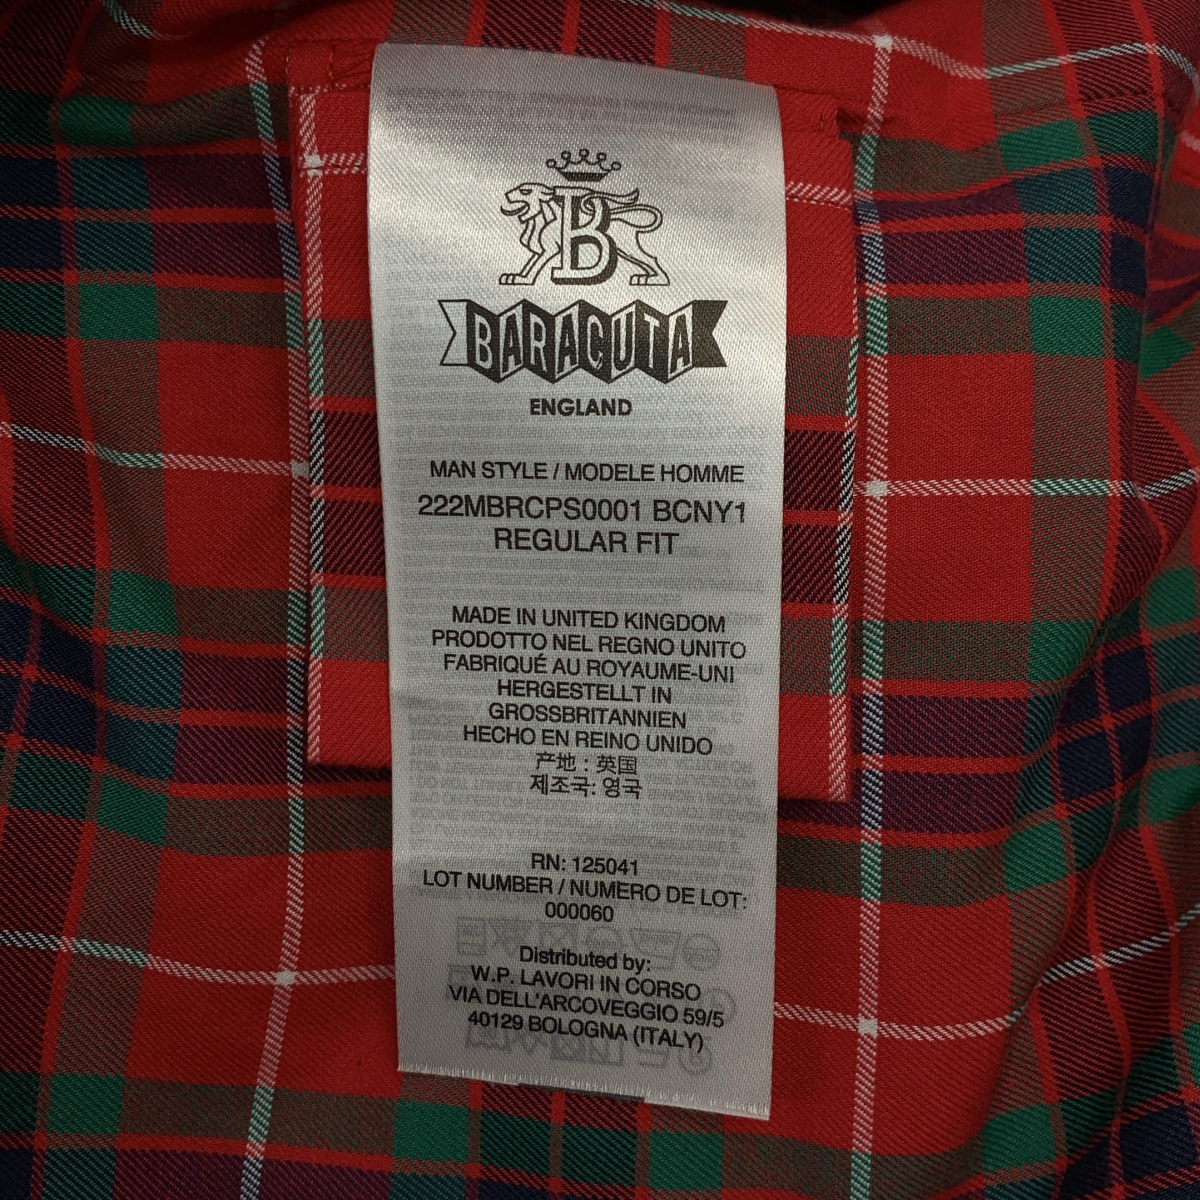 B
BARACUTA
ENGLAND
MAN STYLE / MODELE HOMME
222MBRCPS0001 BCNY1
REGULAR FIT
MADE IN UNITED KINGDOM
PRODOTTO NEL REGNO UNITO
FABRIQUÉ AU ROYAUME-UNI
HERGESTELLT IN
GROSSBRITANNIEN
HECHO EN REINO UNIDO
产地 : 英国
제조국: 영국
RN: 125041
LOT NUMBER / NUMERO DE LOT:
000060
Distributed by:
W.P. LAVORI IN CORSO
VIA DELL'ARCOVEGGIO 59/5
40129 BOLOGNA (ITALY)